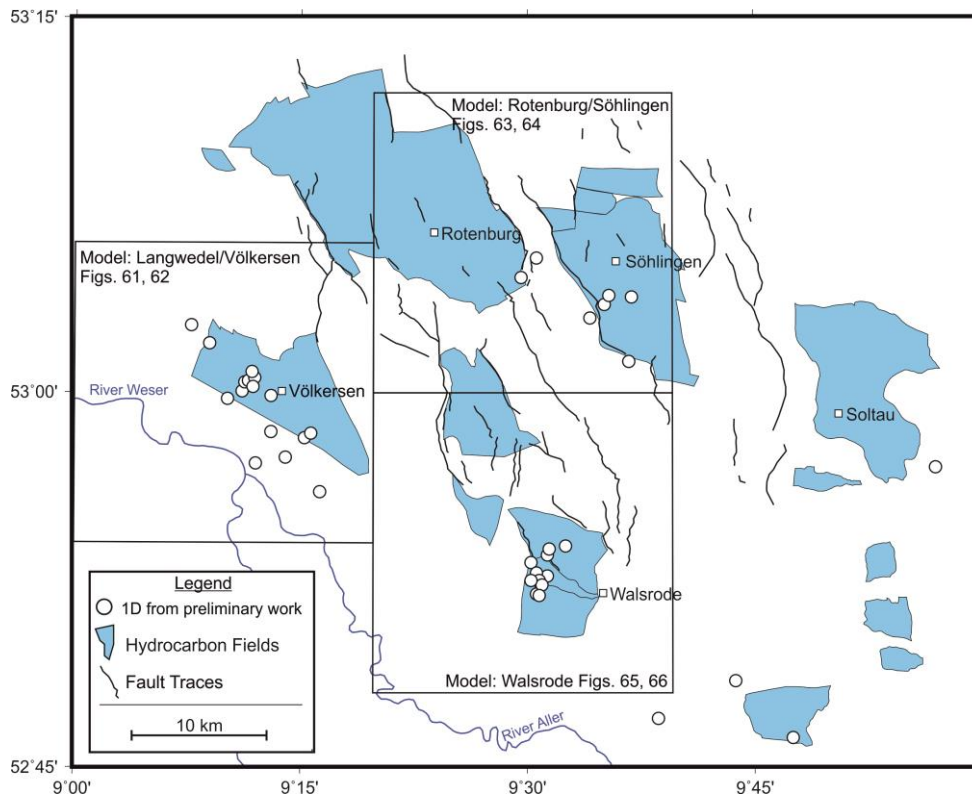 53°15'
Model: Rotenburg/Söhlingen
Figs. 63, 64
Rotenburg
Söhlingen
Model: Langwedel/Völkersen
Figs. 61, 62
53°00'
River Weser
Völkersen
Soltau
Walsrode
Legend
1D from preliminary work
Hydrocarbon Fields
Fault Traces
10 km
Model: Walsrode Figs. 65, 66
River Aller
52°45'
9°00'
9°15'
9°30'
9°45'